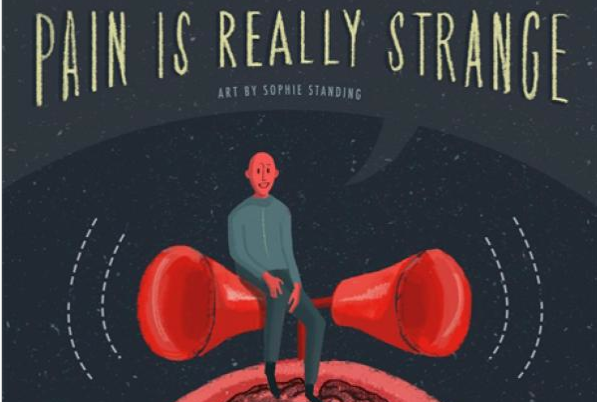 PAIN IS REALLY STRANGE
ART BY SOPHIE STANDING